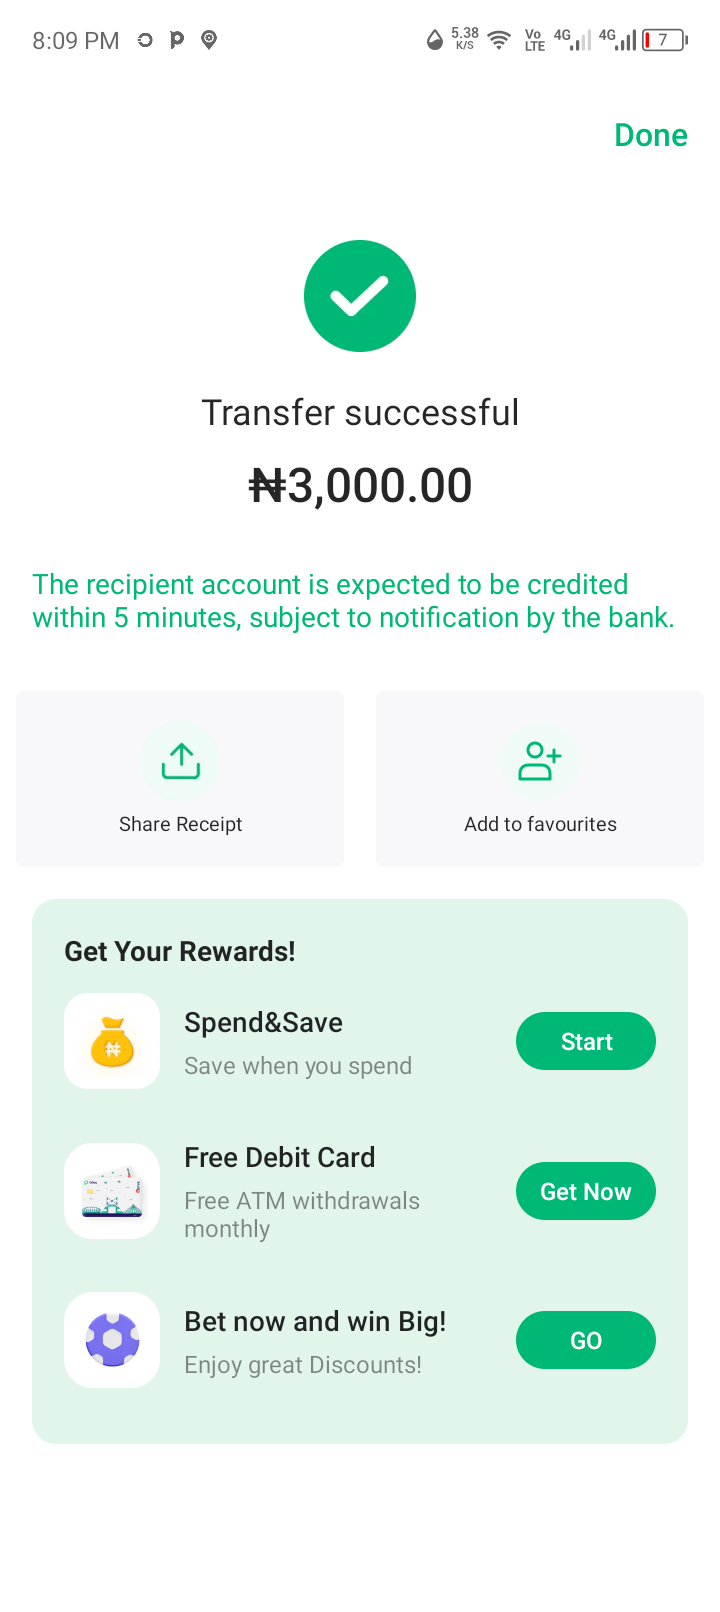 8:09 PM
5.38
K/S
Vo
LTE
4G
4G
7
Done
Transfer successful
₦3,000.00
The recipient account is expected to be credited
within 5 minutes, subject to notification by the bank.
Share Receipt
Add to favourites
Get Your Rewards!
Spend&Save
Save when you spend
Start
Free Debit Card
Free ATM withdrawals
monthly
Get Now
Bet now and win Big!
Enjoy great Discounts!
GO